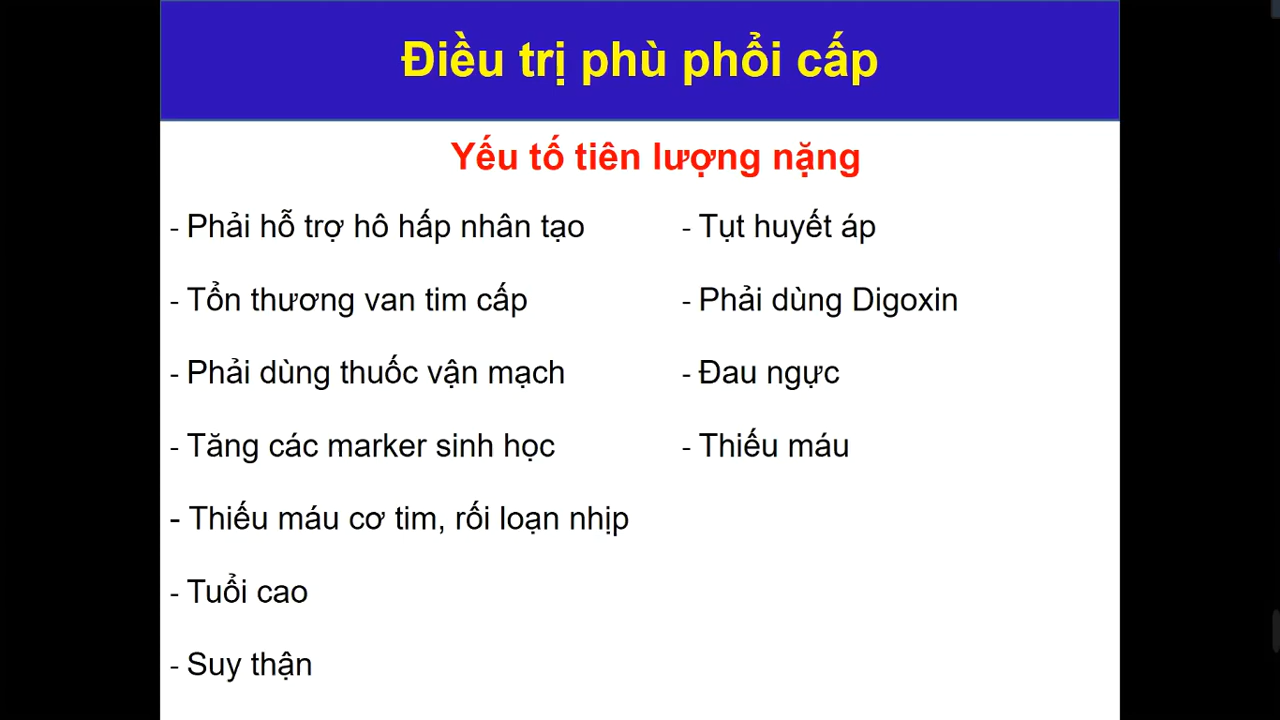 Điều trị phù phổi cấp
Yếu tố tiên lượng nặng
- Phải hỗ trợ hô hấp nhân tạo
- Tổn thương van tim cấp
- Phải dùng thuốc vận mạch
- Tăng các marker sinh học
- Thiếu máu cơ tim, rối loạn nhịp
- Tuổi cao
- Suy thận
- Tụt huyết áp
- Phải dùng Digoxin
- Đau ngực
- Thiếu máu